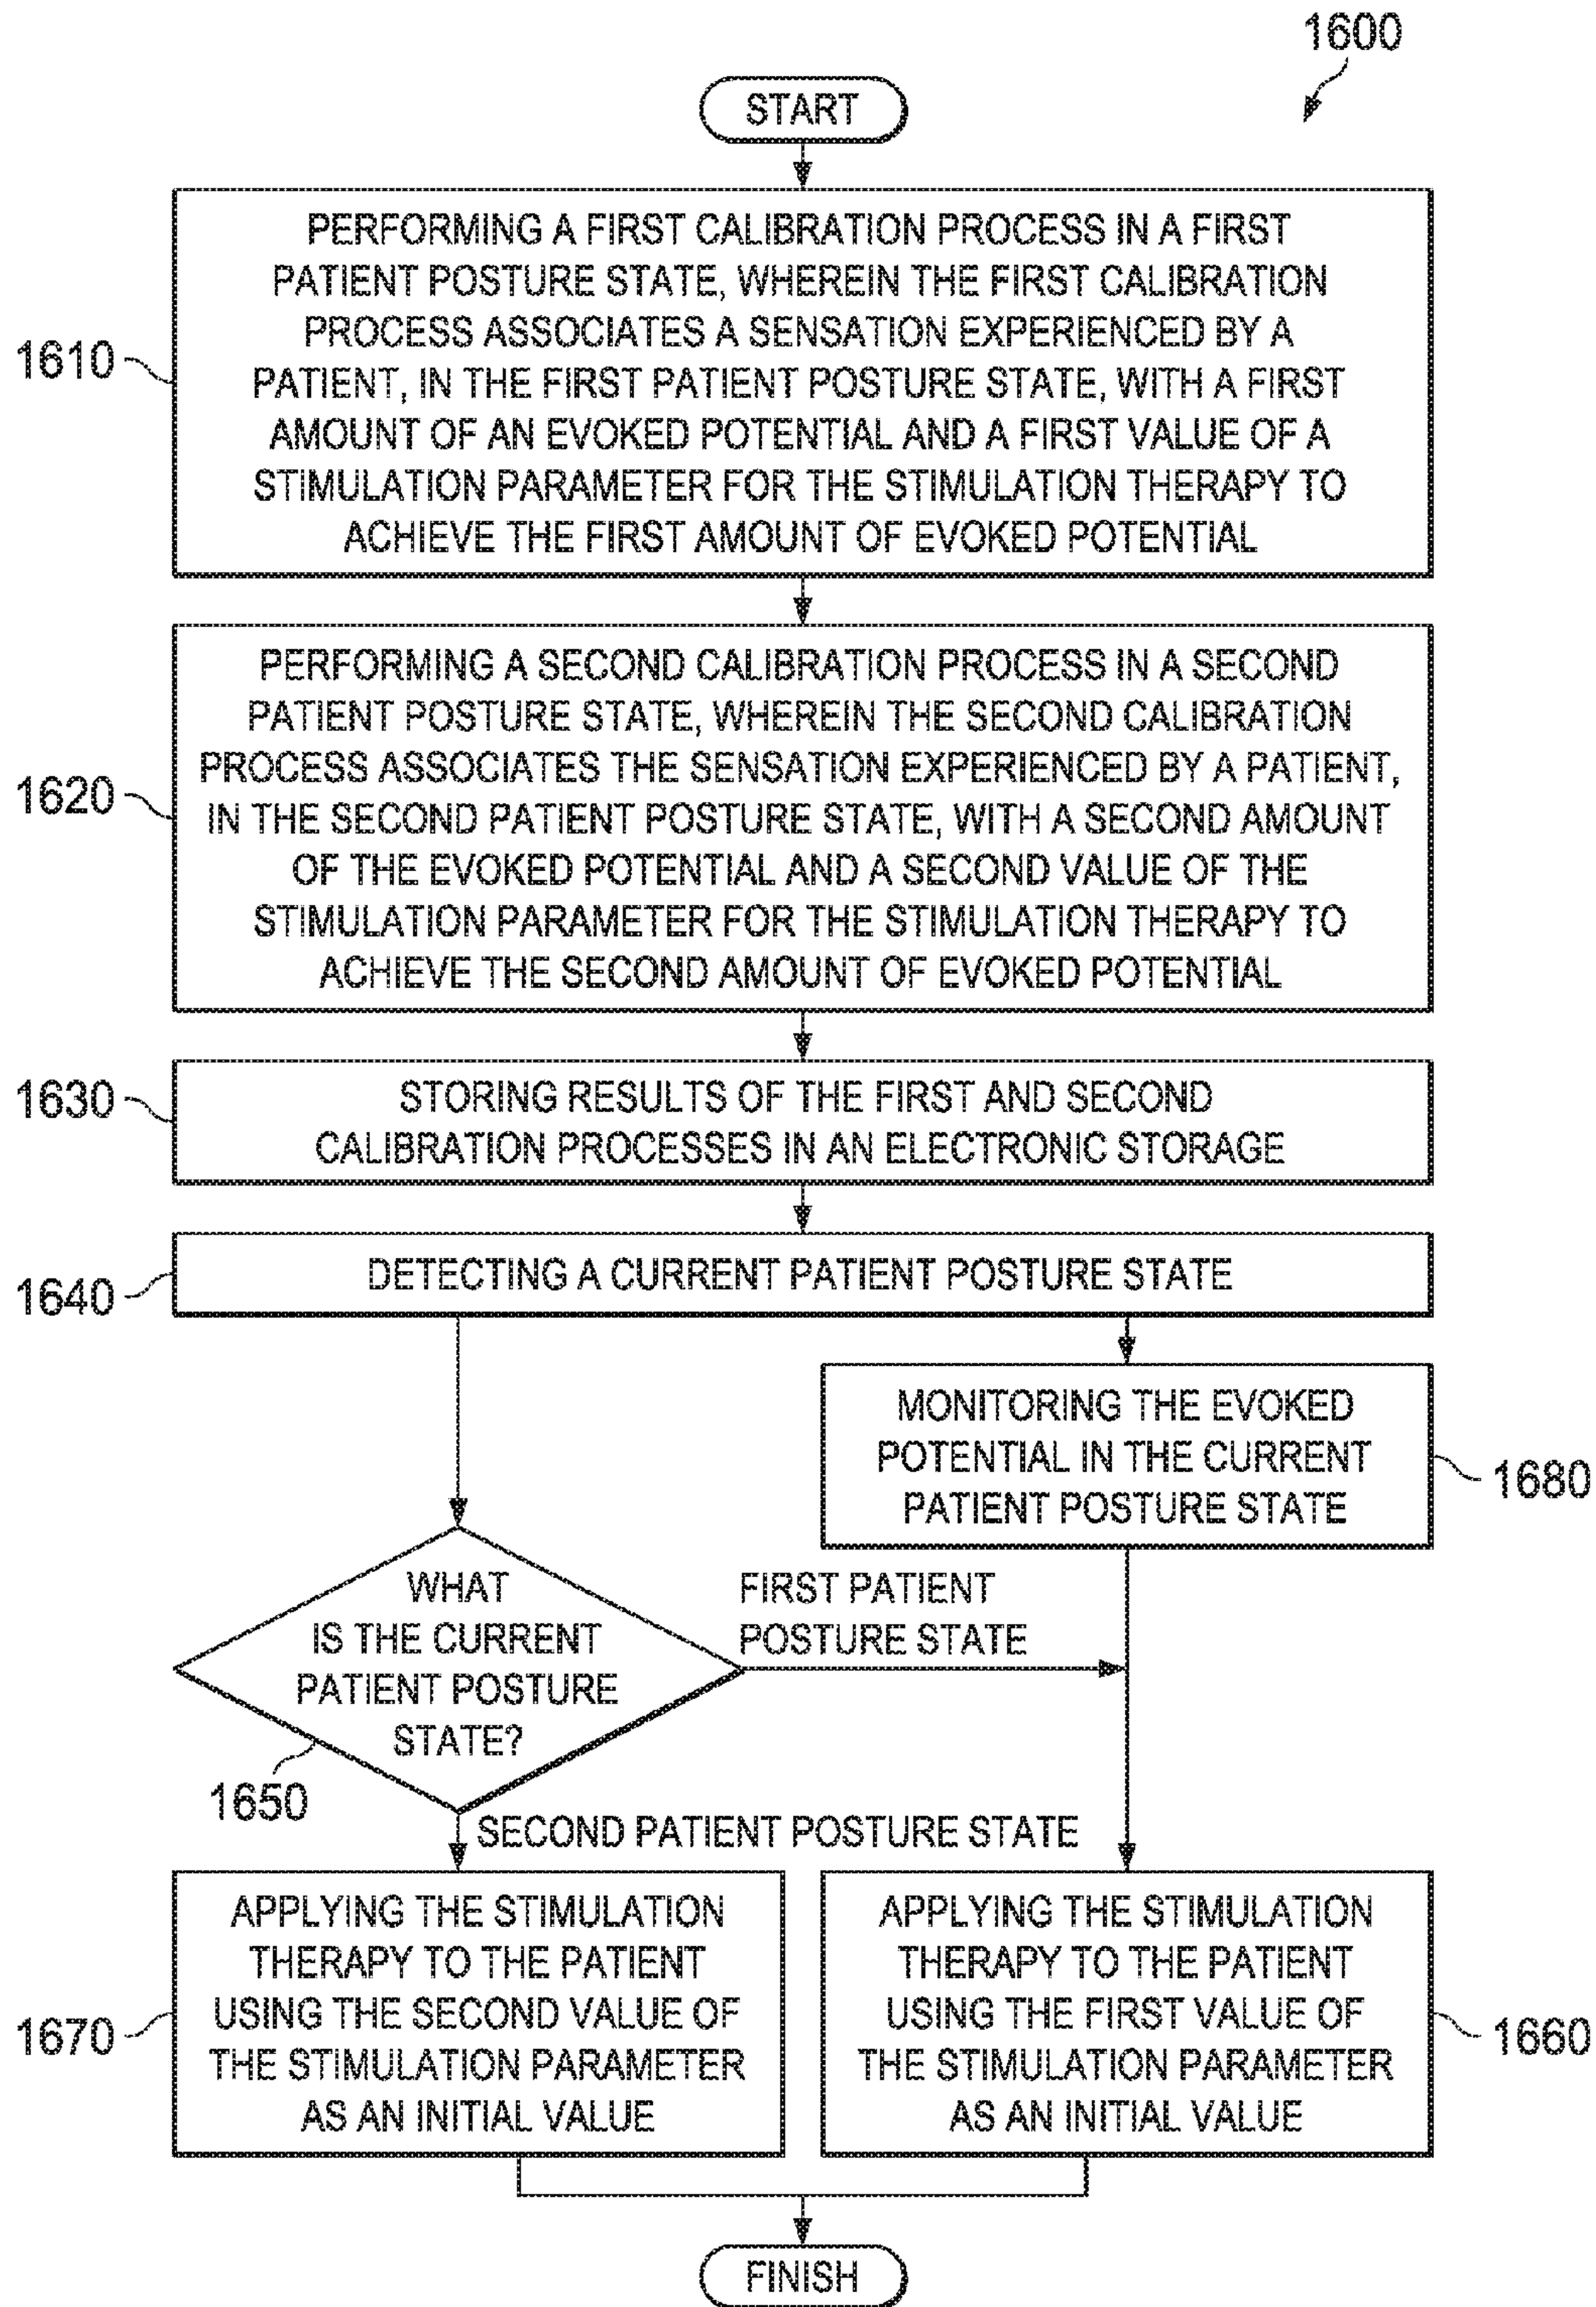 1600
START
PERFORMING A FIRST CALIBRATION PROCESS IN A FIRST
PATIENT POSTURE STATE, WHEREIN THE FIRST CALIBRATION
PROCESS ASSOCIATES A SENSATION EXPERIENCED BY A
PATIENT, IN THE FIRST PATIENT POSTURE STATE, WITH A FIRST
AMOUNT OF AN EVOKED POTENTIAL AND A FIRST VALUE OF A
STIMULATION PARAMETER FOR THE STIMULATION THERAPY TO
ACHIEVE THE FIRST AMOUNT OF EVOKED POTENTIAL
1610
PERFORMING A SECOND CALIBRATION PROCESS IN A SECOND
PATIENT POSTURE STATE, WHEREIN THE SECOND CALIBRATION
PROCESS ASSOCIATES THE SENSATION EXPERIENCED BY A PATIENT,
IN THE SECOND PATIENT POSTURE STATE, WITH A SECOND AMOUNT
OF THE EVOKED POTENTIAL AND A SECOND VALUE OF THE
STIMULATION PARAMETER FOR THE STIMULATION THERAPY TO
ACHIEVE THE SECOND AMOUNT OF EVOKED POTENTIAL
1620
STORING RESULTS OF THE FIRST AND SECOND
CALIBRATION PROCESSES IN AN ELECTRONIC STORAGE
1630
DETECTING A CURRENT PATIENT POSTURE STATE
1640
MONITORING THE EVOKED
POTENTIAL IN THE CURRENT
PATIENT POSTURE STATE
1680
WHAT
IS THE CURRENT
PATIENT POSTURE
STATE?
1650
FIRST PATIENT
POSTURE STATE
SECOND PATIENT POSTURE STATE
APPLYING THE STIMULATION
THERAPY TO THE PATIENT
USING THE SECOND VALUE OF
THE STIMULATION PARAMETER
AS AN INITIAL VALUE
1670
APPLYING THE STIMULATION
THERAPY TO THE PATIENT
USING THE FIRST VALUE OF
THE STIMULATION PARAMETER
AS AN INITIAL VALUE
1660
FINISH